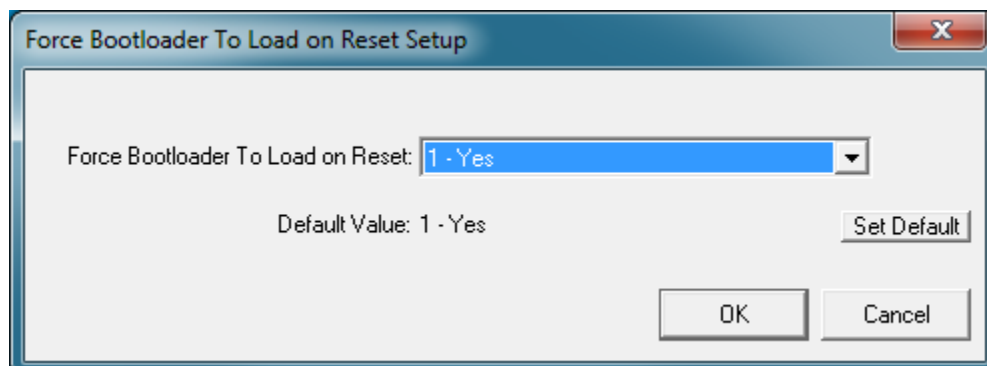 Force Bootloader To Load on Reset Setup
Force Bootloader To Load on Reset: 1 - Yes
Default Value: 1 - Yes Set Default
OK Cancel